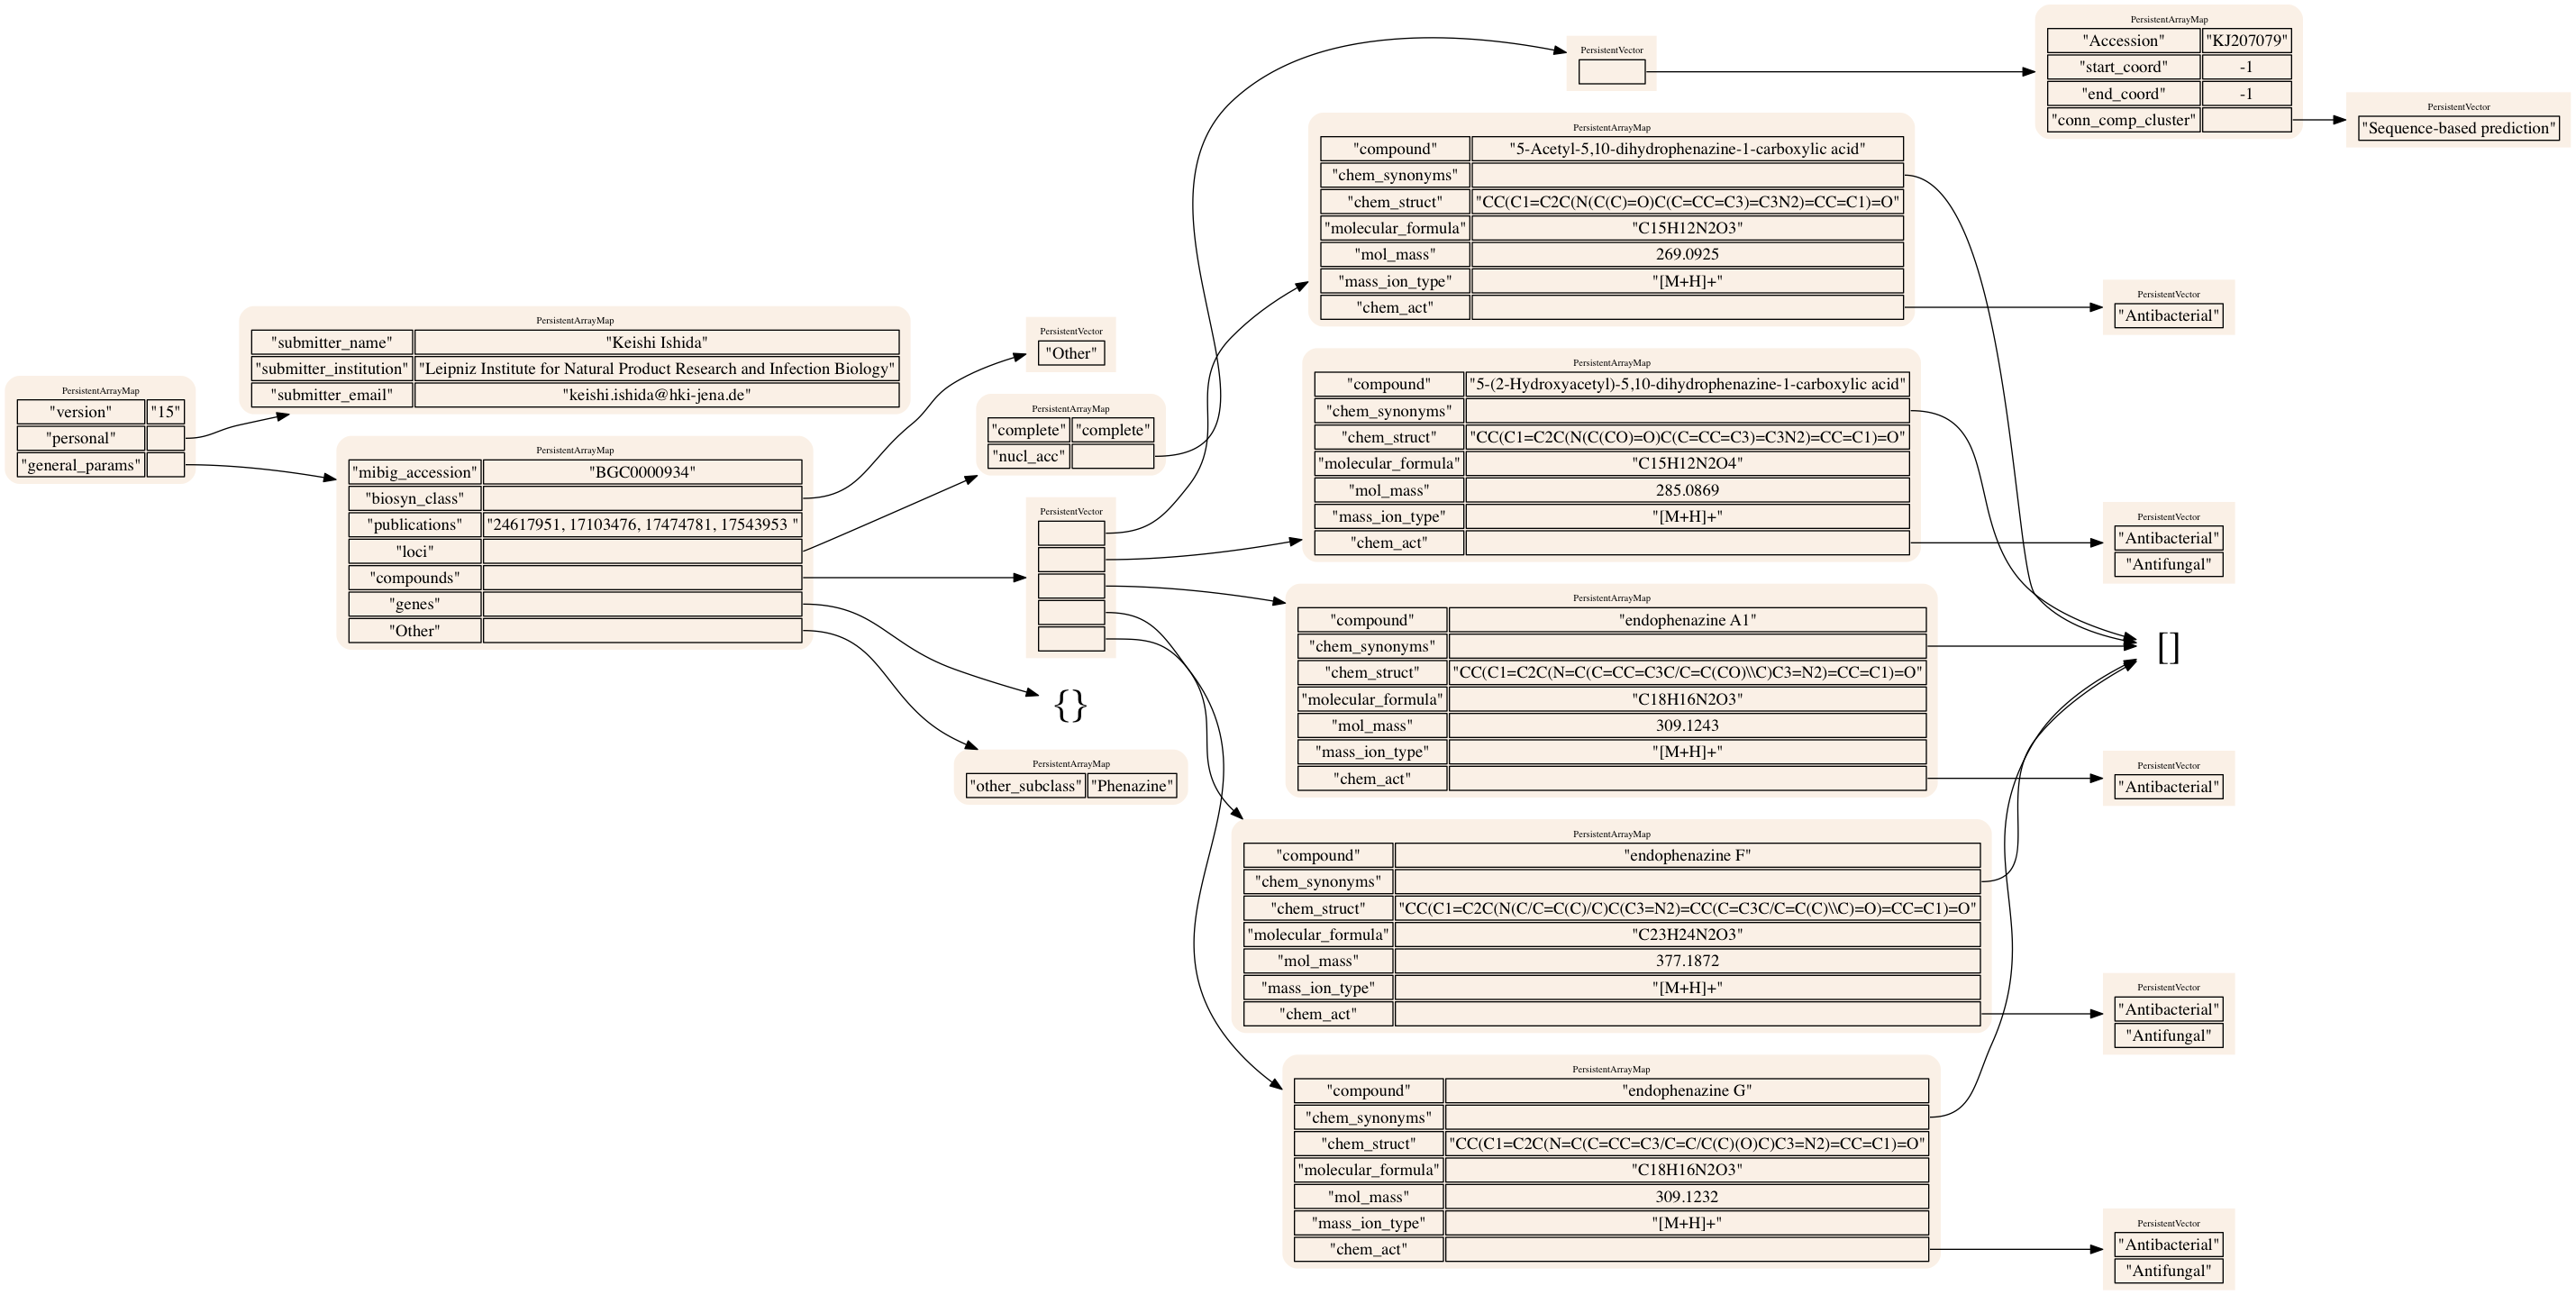 PersistentArrayMap
"version" "15"
"personal"
"general_params"
PersistentArrayMap
"submitter_name" "Keishi Ishida"
"submitter_institution" "Leipniz Institute for Natural Product Research and Infection Biology"
"submitter_email" "keishi.ishida@hki-jena.de"
PersistentArrayMap
"mibig_accession" "BGC0000934"
"biosyn_class"
"publications" "24617951, 17103476, 17474781, 17543953 "
"loci"
"compounds"
"genes"
"Other"
PersistentVector
"Other"
PersistentArrayMap
"complete" "complete"
"nucl_acc"
PersistentVector
{}
PersistentArrayMap
"other_subclass" "Phenazine"
PersistentVector
PersistentArrayMap
"Accession" "KJ207079"
"start_coord" -1
"end_coord" -1
"conn_comp_cluster"
PersistentVector
"Sequence-based prediction"
PersistentArrayMap
"compound" "5-Acetyl-5,10-dihydrophenazine-1-carboxylic acid"
"chem_synonyms"
"chem_struct" "CC(C1=C2C(N(C(C)=O)C(C=CC=C3)=C3N2)=CC=C1)=O"
"molecular_formula" "C15H12N2O3"
"mol_mass" 269.0925
"mass_ion_type" "[M+H]+"
"chem_act"
PersistentVector
"Antibacterial"
PersistentArrayMap
"compound" "5-(2-Hydroxyacetyl)-5,10-dihydrophenazine-1-carboxylic acid"
"chem_synonyms"
"chem_struct" "CC(C1=C2C(N(C(CO)=O)C(C=CC=C3)=C3N2)=CC=C1)=O"
"molecular_formula" "C15H12N2O4"
"mol_mass" 285.0869
"mass_ion_type" "[M+H]+"
"chem_act"
PersistentVector
"Antibacterial"
"Antifungal"
PersistentArrayMap
"compound" "endophenazine A1"
"chem_synonyms"
"chem_struct" "CC(C1=C2C(N=C(C=CC=C3C/C=C(CO)\\C)C3=N2)=CC=C1)=O"
"molecular_formula" "C18H16N2O3"
"mol_mass" 309.1243
"mass_ion_type" "[M+H]+"
"chem_act"
[]
PersistentVector
"Antibacterial"
PersistentArrayMap
"compound" "endophenazine F"
"chem_synonyms"
"chem_struct" "CC(C1=C2C(N(C/C=C(C)/C)C(C3=N2)=CC(C=C3C/C=C(C)\\C)=O)=CC=C1)=O"
"molecular_formula" "C23H24N2O3"
"mol_mass" 377.1872
"mass_ion_type" "[M+H]+"
"chem_act"
PersistentVector
"Antibacterial"
"Antifungal"
PersistentArrayMap
"compound" "endophenazine G"
"chem_synonyms"
"chem_struct" "CC(C1=C2C(N=C(C=CC=C3/C=C/C(C)(O)C)C3=N2)=CC=C1)=O"
"molecular_formula" "C18H16N2O3"
"mol_mass" 309.1232
"mass_ion_type" "[M+H]+"
"chem_act"
PersistentVector
"Antibacterial"
"Antifungal"